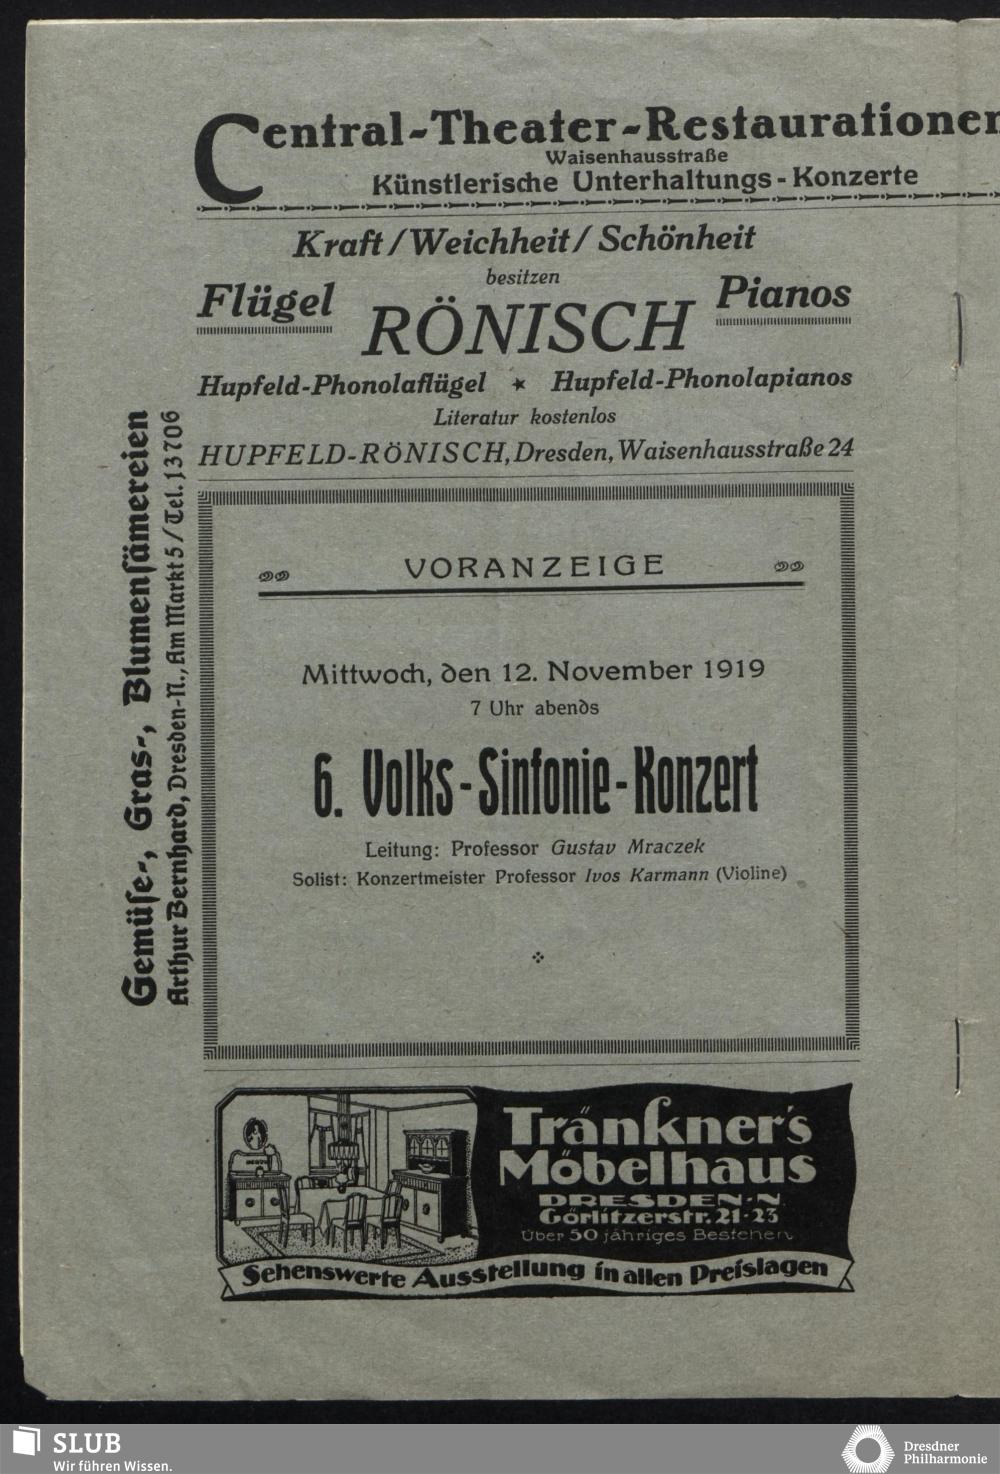 Central-Theater-Restaurationen
Waisenhausstraße
Künstlerische Unterhaltungs-Konzerte
Kraft / Weichheit / Schönheit
besitzen
Flügel
Pianos
RÖNISCH
Hupfeld-Phonolaflügel ★ Hupfeld-Phonolapianos
Literatur kostenlos
HUPFELD-RÖNISCH, Dresden, Waisenhausstraße 24
Gemüse-, Gras-, Blumensämereien
Arthur Bernhard, Dresden-N., Am Markt 5 / Tel. 13706
VORANZEIGE
Mittwoch, den 12. November 1919
7 Uhr abends
6. Volks-Sinfonie-Konzert
Leitung: Professor Gustav Mraczek
Solist: Konzertmeister Professor Ivos Karmann (Violine)
Tränkner's
Möbelhaus
DRESDEN-N
Görlitzerstr. 21-23
Über 50 jähriges Bestehen
Sehenswerte Ausstellung in allen Preislagen
SLUB
Wir führen Wissen.
Dresdner
Philharmonie